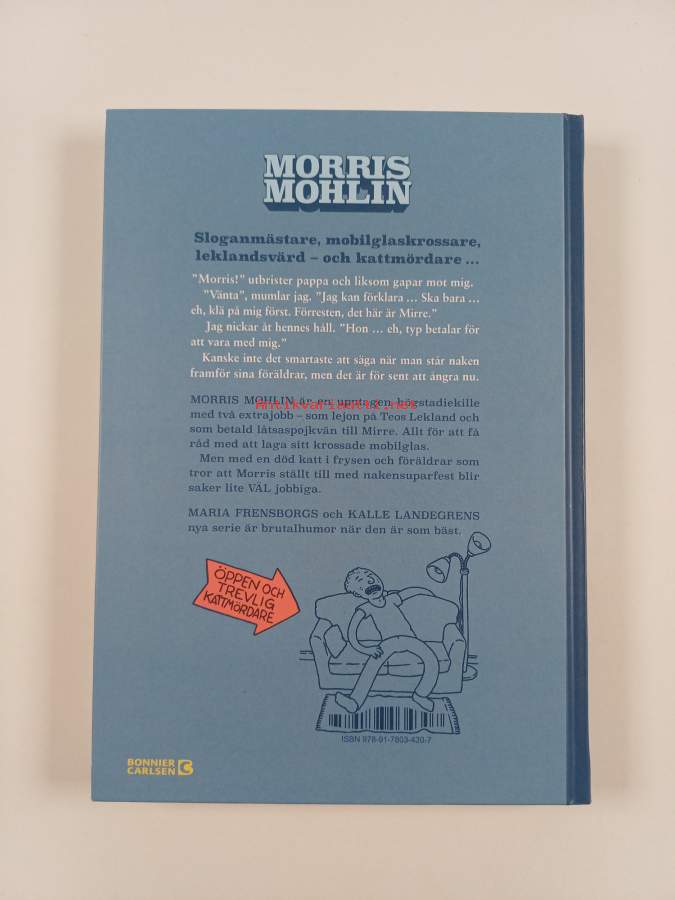 MORRIS
MOHLIN
Sloganmästare, mobilglaskrossare,
leklandsvärd – och kattmördare ...
”Morris!” utbrister pappa och liksom gapar mot mig.
”Vänta”, mumlar jag. ”Jag kan förklara ... Ska bara ...
eh, klä på mig först. Förresten, det här är Mirre.”
Jag nickar åt hennes håll. ”Hon ... eh, typ betalar för
att vara med mig.”
Kanske inte det smartaste att säga när man står naken
framför sina föräldrar, men det är för sent att ångra nu.
MORRIS MOHLIN är en upptagen högstadiekille
Antikvariaatti.net
med två extrajobb – som lejon på Teos Lekland och
som betald låtsaspojkvän till Mirre. Allt för att få
råd med att laga sitt krossade mobilglas.
Men med en död katt i frysen och föräldrar som
tror att Morris ställt till med nakensuparfest blir
saker lite VÄL jobbiga.
MARIA FRENSBORGS och KALLE LANDEGRENS
nya serie är brutalhumor när den är som bäst.
ÖPPEN OCH
TREVLIG
KATTMÖRDARE
ISBN 978-91-7803-430-7
BONNIER
CARLSEN